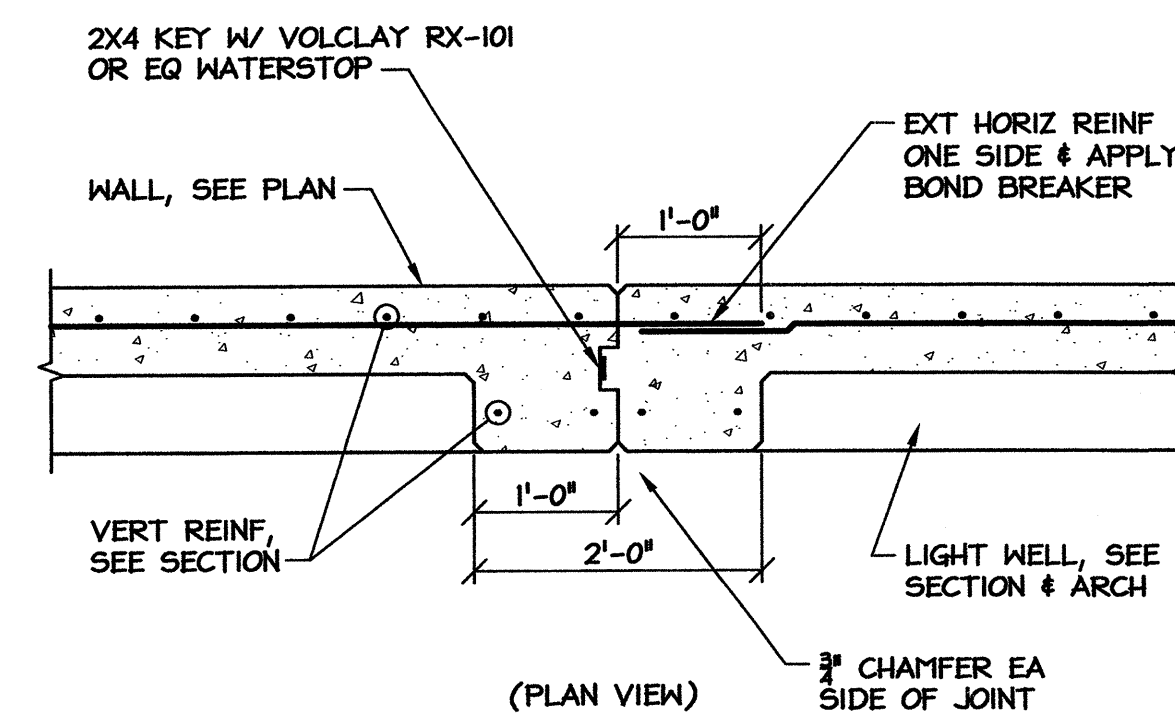 2X4 KEY W/ VOLCLAY RX-101
OR EQ WATERSTOP
EXT HORIZ REINF
ONE SIDE & APPLY
BOND BREAKER
WALL, SEE PLAN
1'-0"
1'-0"
2'-0"
VERT REINF,
SEE SECTION
LIGHT WELL, SEE
SECTION & ARCH
3/4" CHAMFER EA
SIDE OF JOINT
(PLAN VIEW)